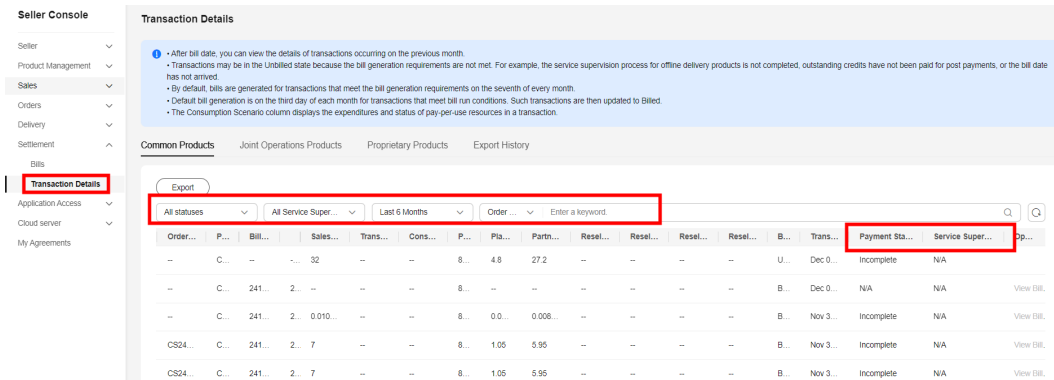 Seller Console
Seller
Product Management
Sales
Orders
Delivery
Settlement
Bills
Transaction Details
Application Access
Cloud server
My Agreements
Transaction Details
• After bill date, you can view the details of transactions occurring on the previous month.
• Transactions may be in the Unbilled state because the bill generation requirements are not met. For example, the service supervision process for offline delivery products is not completed, outstanding credits have not been paid for post payments, or the bill date
has not arrived.
• By default, bills are generated for transactions that meet the bill generation requirements on the seventh of every month.
• Default bill generation is on the third day of each month for transactions that meet bill run conditions. Such transactions are then updated to Billed.
• The Consumption Scenario column displays the expenditures and status of pay-per-use resources in a transaction.
Common Products Joint Operations Products Proprietary Products Export History
Export
All statuses All Service Super... Last 6 Months Order ... Enter a keyword.
Order... P... Bill... Sales... Trans... Cons... P... Pla... Partn... Resel... Resel... Resel... Resel... B... Trans... Payment Sta... Service Super... Op...
-- C... -- -... 32 -- -- 8... 4.8 27.2 -- -- -- -- U... Dec 0... Incomplete N/A
-- C... 241... 2... -- -- -- 8... -- -- -- -- -- -- B... Dec 0... N/A N/A View Bill.
-- C... 241... 2... 0.010... -- -- 8... 0.0... 0.008... -- -- -- -- B... Nov 3... Incomplete N/A View Bill.
CS24... C... 241... 2... 7 -- -- 8... 1.05 5.95 -- -- -- -- B... Nov 3... Incomplete N/A View Bill.
CS24... C... 241... 2... 7 -- -- 8... 1.05 5.95 -- -- -- -- B... Nov 3... Incomplete N/A View Bill.